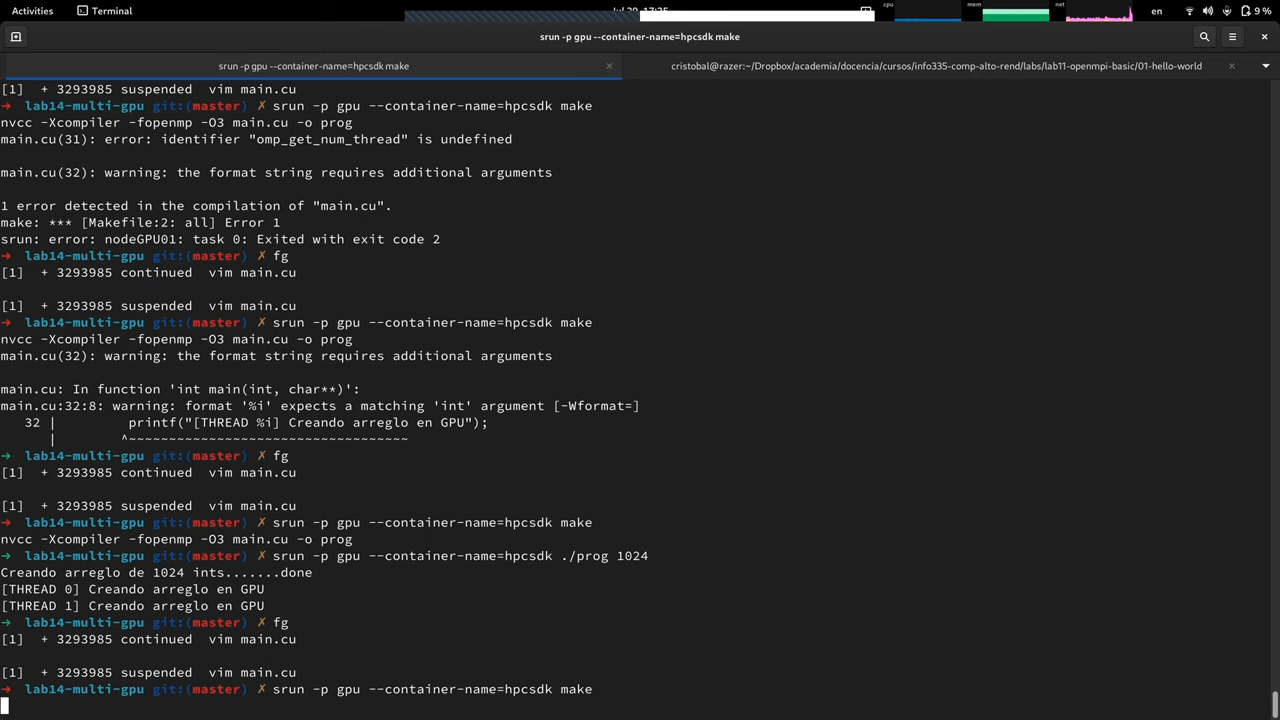 Activities
Terminal
cpu
mem
net
en
9 %
srun -p gpu --container-name=hpcsdk make
srun -p gpu --container-name=hpcsdk make
cristobal@razer:~/Dropbox/academia/docencia/cursos/info335-comp-alto-rend/labs/lab11-openmpi-basic/01-hello-world
[1]  + 3293985 suspended  vim main.cu
➜  lab14-multi-gpu git:(master) ✗ srun -p gpu --container-name=hpcsdk make
nvcc -Xcompiler -fopenmp -O3 main.cu -o prog
main.cu(31): error: identifier "omp_get_num_thread" is undefined
main.cu(32): warning: the format string requires additional arguments
1 error detected in the compilation of "main.cu".
make: *** [Makefile:2: all] Error 1
srun: error: nodeGPU01: task 0: Exited with exit code 2
➜  lab14-multi-gpu git:(master) ✗ fg
[1]  + 3293985 continued  vim main.cu
[1]  + 3293985 suspended  vim main.cu
➜  lab14-multi-gpu git:(master) ✗ srun -p gpu --container-name=hpcsdk make
nvcc -Xcompiler -fopenmp -O3 main.cu -o prog
main.cu(32): warning: the format string requires additional arguments
main.cu: In function 'int main(int, char**)':
main.cu:32:8: warning: format '%i' expects a matching 'int' argument [-Wformat=]
   32 |         printf("[THREAD %i] Creando arreglo en GPU");
      |        ^~~~~~~~~~~~~~~~~~~~~~~~~~~~~~~~~~~~
➜  lab14-multi-gpu git:(master) ✗ fg
[1]  + 3293985 continued  vim main.cu
[1]  + 3293985 suspended  vim main.cu
➜  lab14-multi-gpu git:(master) ✗ srun -p gpu --container-name=hpcsdk make
nvcc -Xcompiler -fopenmp -O3 main.cu -o prog
➜  lab14-multi-gpu git:(master) ✗ srun -p gpu --container-name=hpcsdk ./prog 1024
Creando arreglo de 1024 ints.......done
[THREAD 0] Creando arreglo en GPU
[THREAD 1] Creando arreglo en GPU
➜  lab14-multi-gpu git:(master) ✗ fg
[1]  + 3293985 continued  vim main.cu
[1]  + 3293985 suspended  vim main.cu
➜  lab14-multi-gpu git:(master) ✗ srun -p gpu --container-name=hpcsdk make